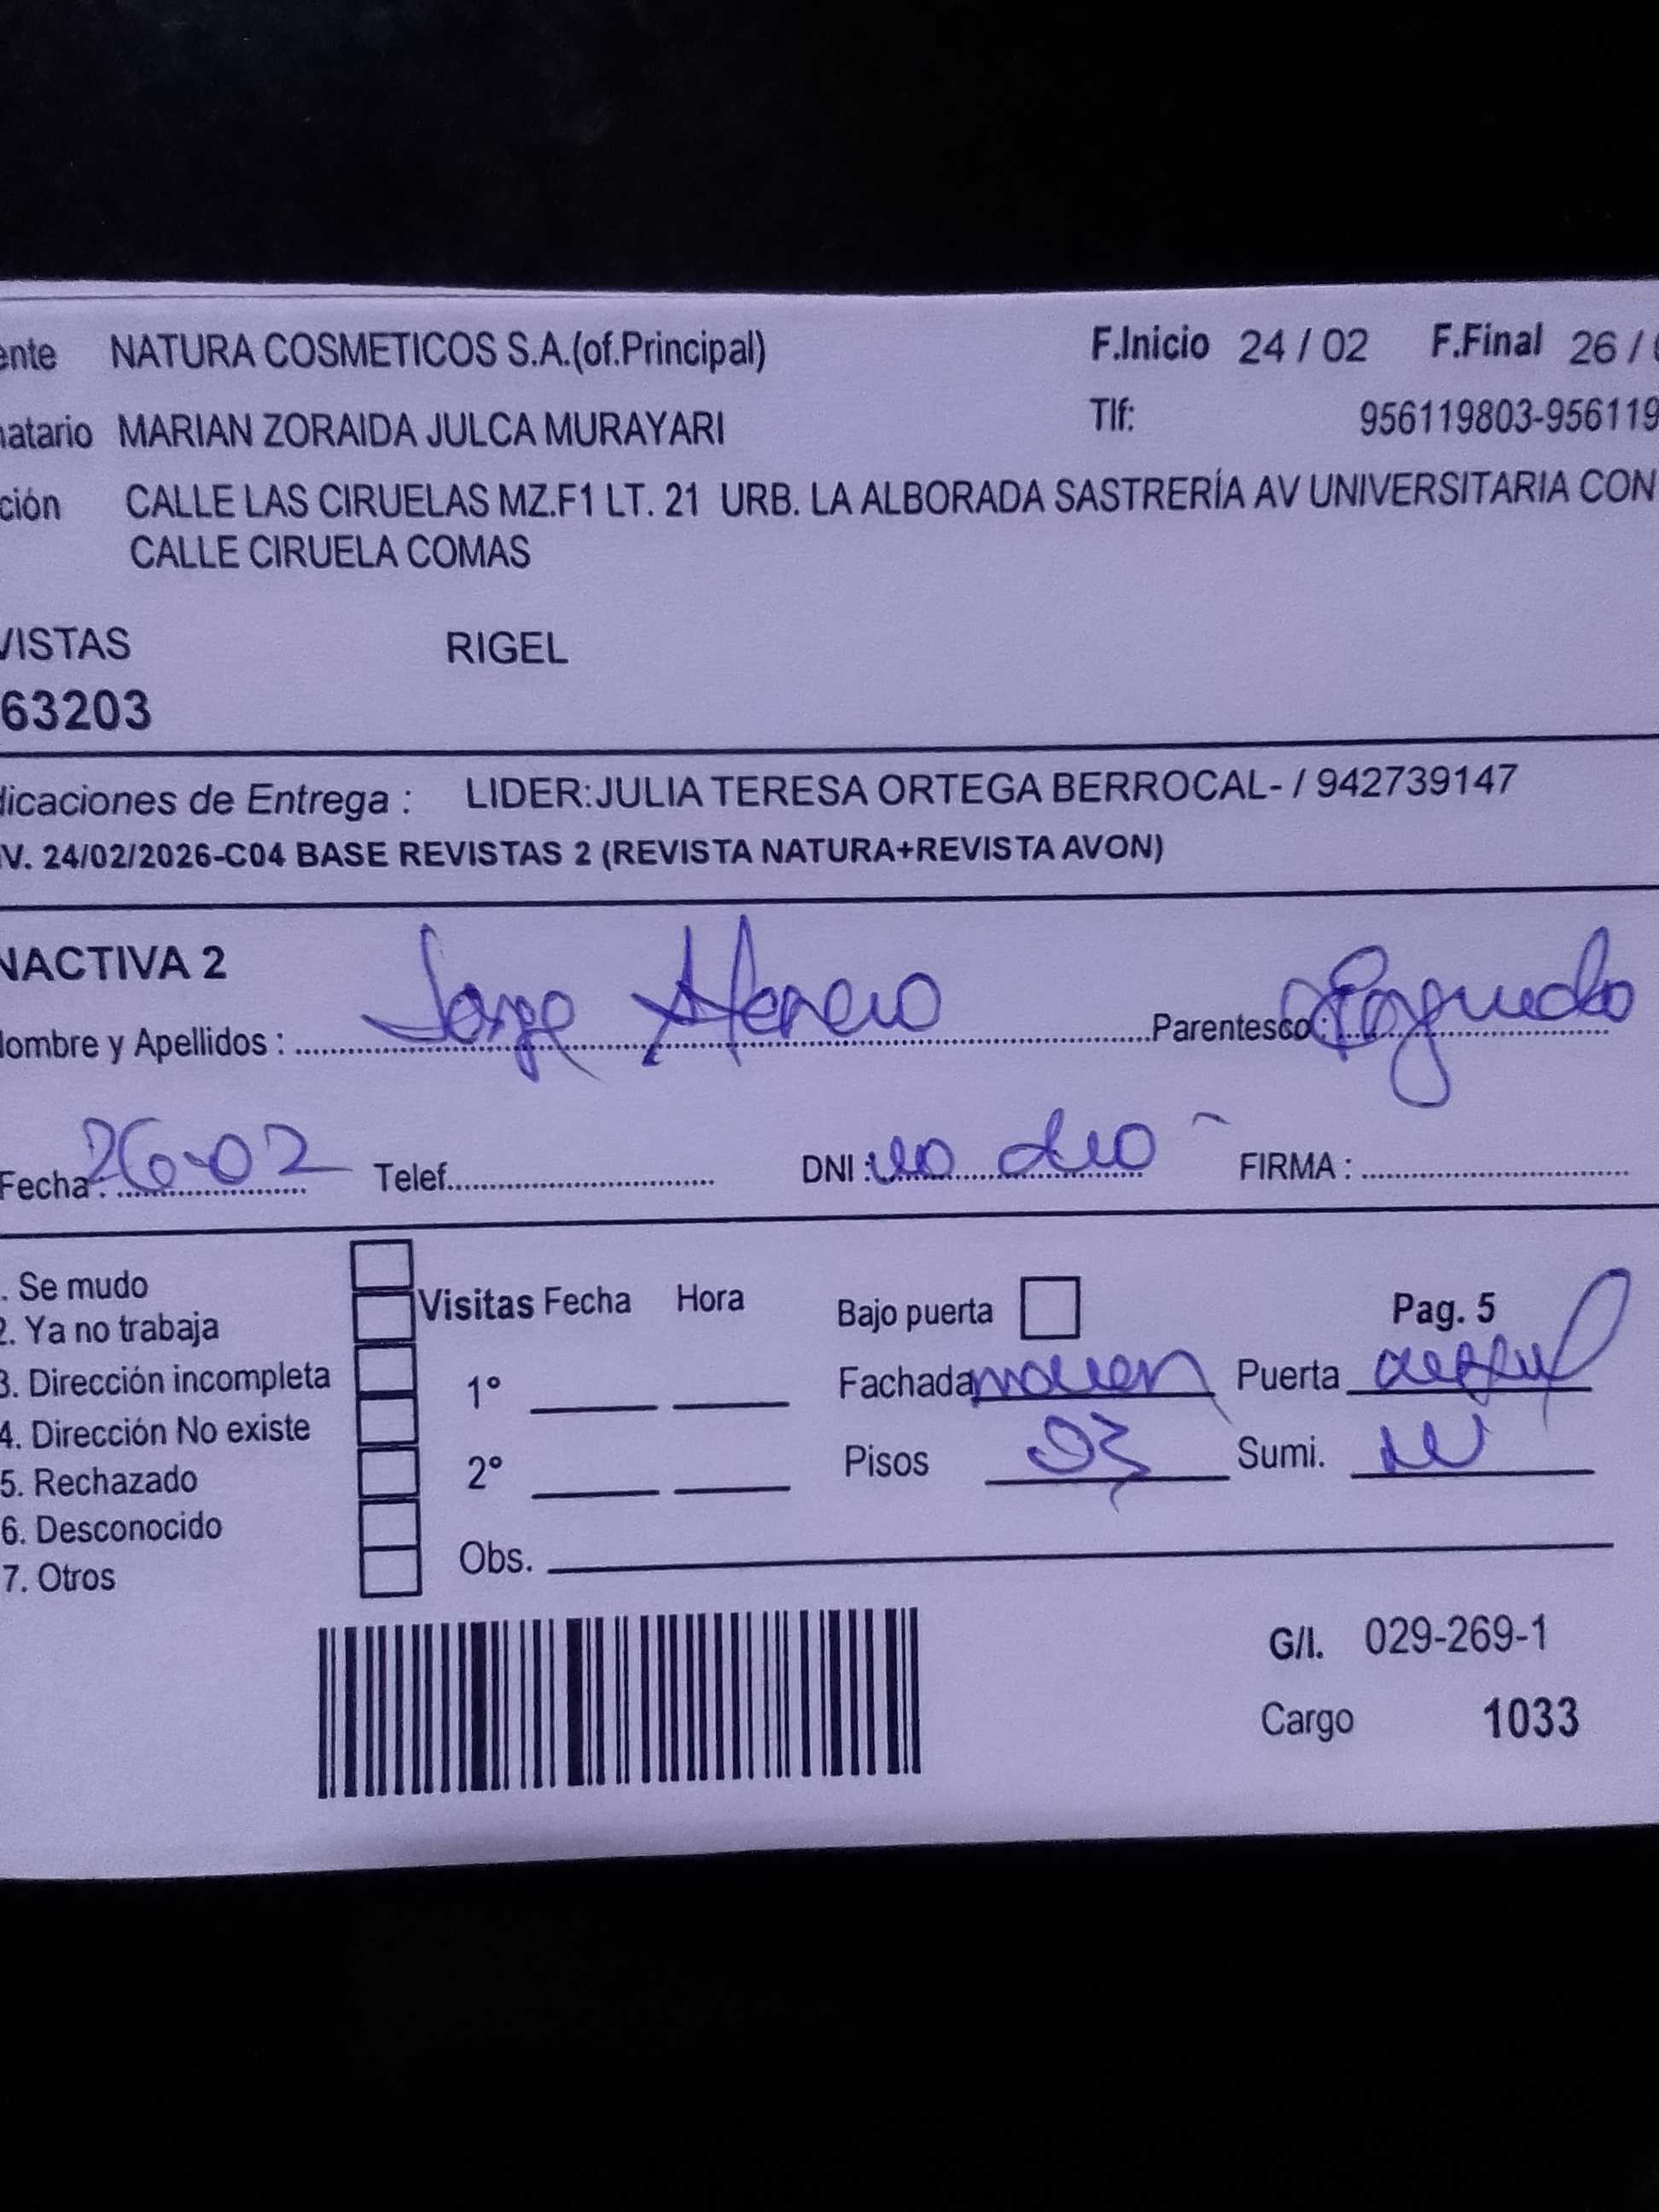 ente NATURA COSMETICOS S.A.(of.Principal) F.Inicio 24 / 02 F.Final 26 /
natario MARIAN ZORAIDA JULCA MURAYARI Tlf: 956119803-956119
ción CALLE LAS CIRUELAS MZ.F1 LT. 21 URB. LA ALBORADA SASTRERÍA AV UNIVERSITARIA CON
CALLE CIRUELA COMAS
VISTAS RIGEL
63203
dicaciones de Entrega : LIDER:JULIA TERESA ORTEGA BERROCAL- / 942739147
V. 24/02/2026-C04 BASE REVISTAS 2 (REVISTA NATURA+REVISTA AVON)
NACTIVA 2
Nombre y Apellidos : Jorge Parentesco :
Fecha : 26-02 Telef. DNI : no dio FIRMA :
. Se mudo
2. Ya no trabaja Visitas Fecha Hora Bajo puerta Pag. 5
3. Dirección incompleta 1° Fachada Puerta
4. Dirección No existe
5. Rechazado 2° Pisos 03 Sumi.
6. Desconocido
7. Otros Obs.
G/I. 029-269-1
Cargo 1033